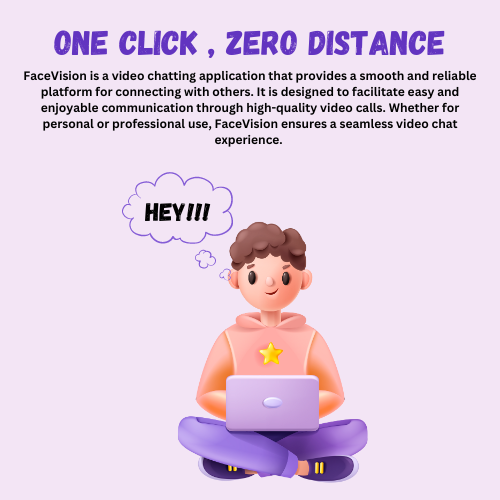 ONE CLICK , ZERO DISTANCE
FaceVision is a video chatting application that provides a smooth and reliable
platform for connecting with others. It is designed to facilitate easy and
enjoyable communication through high-quality video calls. Whether for
personal or professional use, FaceVision ensures a seamless video chat
experience.
HEY!!!